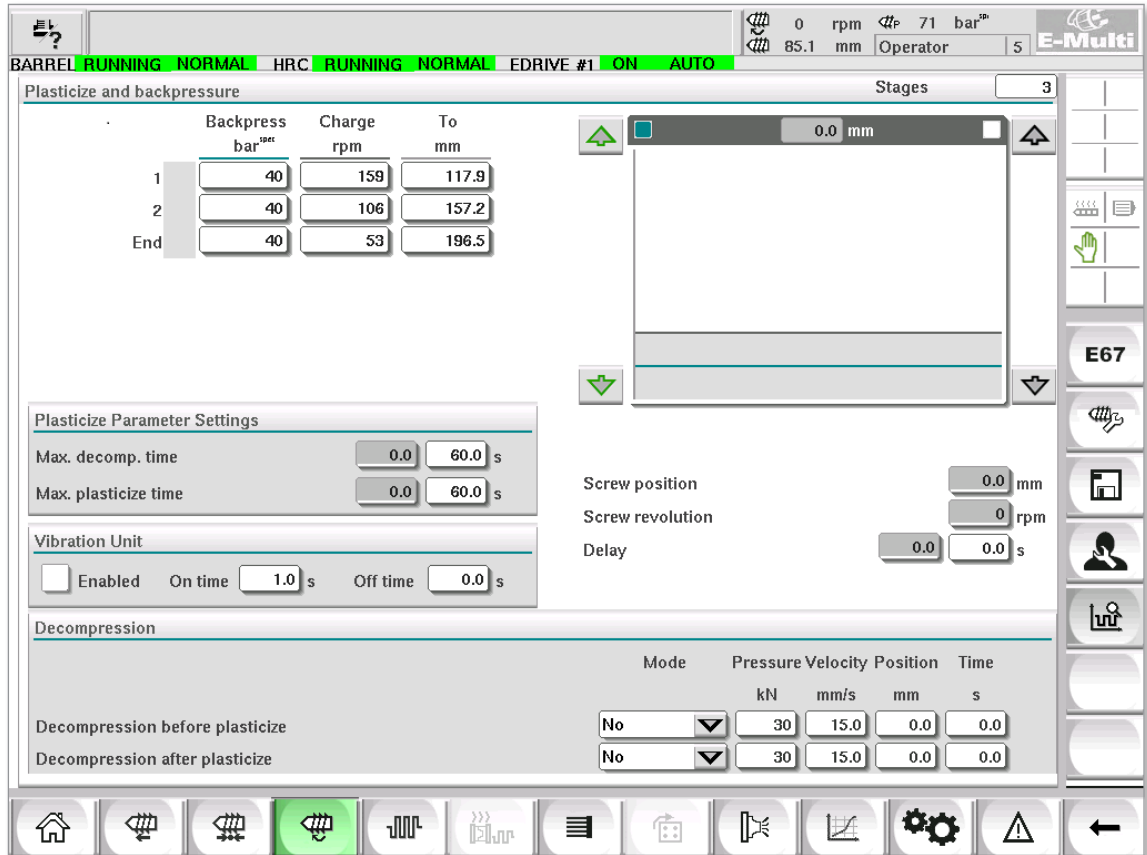 0 rpm P 71 bar spe
85.1 mm Operator 5 E-Multi
BARREL RUNNING NORMAL HRC RUNNING NORMAL EDRIVE #1 ON AUTO
Plasticize and backpressure Stages 3
Backpress Charge To
bar spec rpm mm
0.0 mm
1 40 159 117.9
2 40 106 157.2
End 40 53 196.5
E67
Plasticize Parameter Settings
Max. decomp. time 0.0 60.0 s
Max. plasticize time 0.0 60.0 s
Screw position 0.0 mm
Screw revolution 0 rpm
Delay 0.0 0.0 s
Vibration Unit
Enabled On time 1.0 s Off time 0.0 s
Decompression
Mode Pressure Velocity Position Time
kN mm/s mm s
Decompression before plasticize No 30 15.0 0.0 0.0
Decompression after plasticize No 30 15.0 0.0 0.0